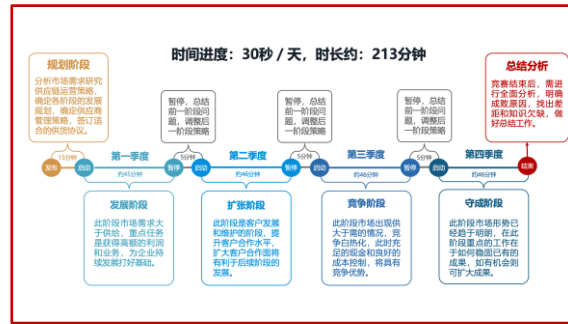 时间进度：30秒 / 天，时长约：213分钟
规划阶段
分析市场需求研究
供应链运营策略，
确定各阶段的发展
规划，确定供应商
管理策略，签订适
合的供货协议。
暂停，总结
前一阶段问
题，调整后
一阶段策略
暂停，总结
前一阶段问
题，调整后
一阶段策略
暂停，总结
前一阶段问
题，调整后
一阶段策略
总结分析
竞赛结束后，需进
行全面分析，明确
成败原因，找出差
距和知识欠缺，做
好总结工作。
发布
15分钟
启动
第一季度
约45分钟
暂停
5分钟
启动
第二季度
约46分钟
暂停
5分钟
启动
第三季度
约46分钟
暂停
5分钟
启动
第四季度
约46分钟
结束
发展阶段
此阶段市场需求大
于供给，重点任务
是获得高额的利润
和业务，为企业持
续发展打好基础。
扩张阶段
此阶段是客户发展
和维护的阶段，提
升客户合作水平，
扩大客户合作面将
有利于后续阶段的
发展。
竞争阶段
此阶段市场出现供
大于需的情况，竞
争白热化，此时充
足的现金和良好的
成本控制，将具有
竞争优势。
守成阶段
此阶段市场形势已
经趋于明朗，在此
阶段重点的工作在
于如何稳固已有的
成果，如有机会则
可扩大成果。